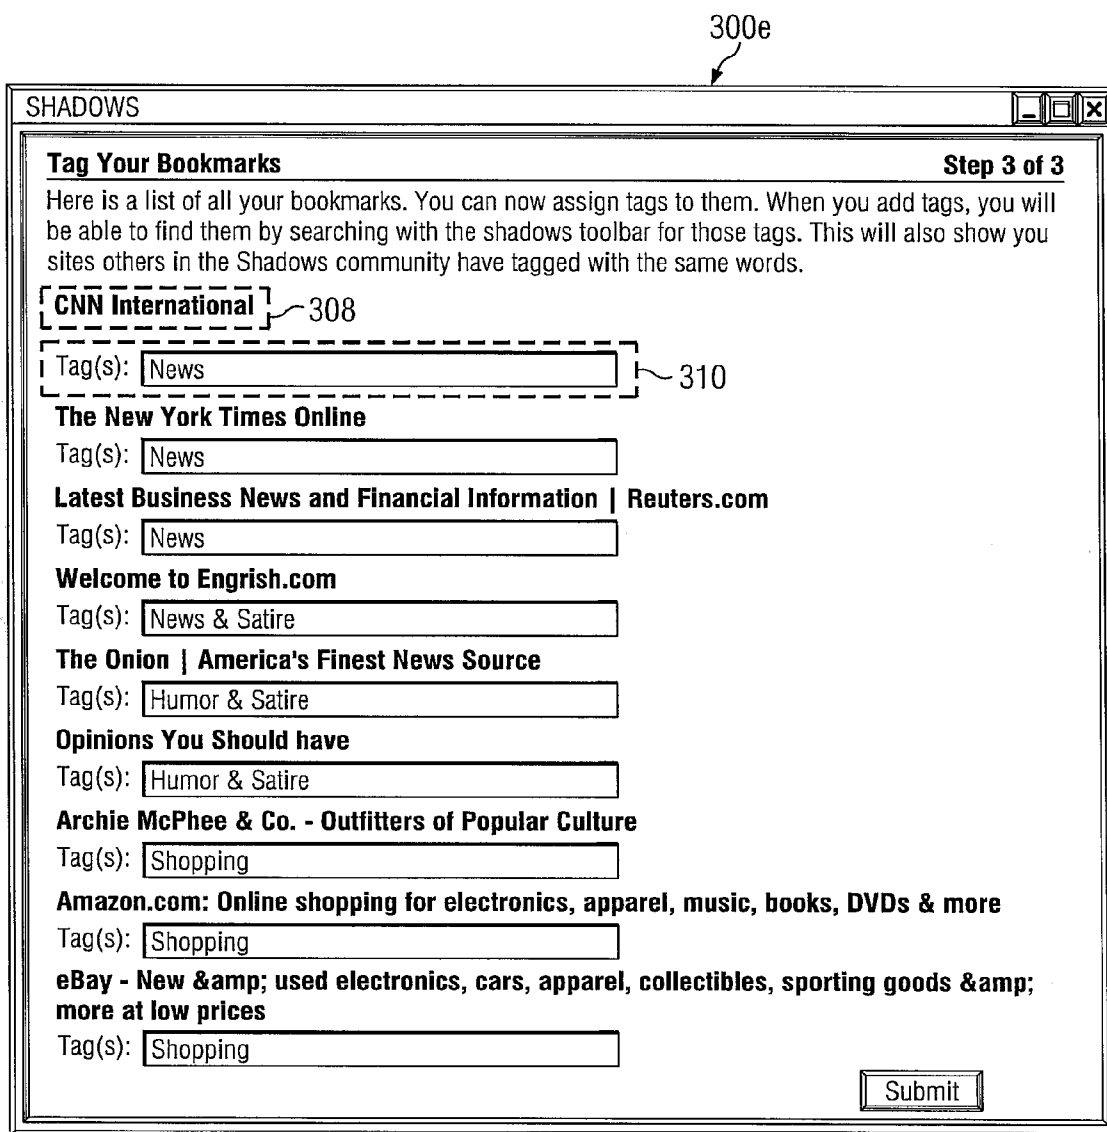 300e
SHADOWS
Tag Your Bookmarks Step 3 of 3
Here is a list of all your bookmarks. You can now assign tags to them. When you add tags, you will
be able to find them by searching with the shadows toolbar for those tags. This will also show you
sites others in the Shadows community have tagged with the same words.
CNN International 308
Tag(s): News 310
The New York Times Online
Tag(s): News
Latest Business News and Financial Information | Reuters.com
Tag(s): News
Welcome to Engrish.com
Tag(s): News & Satire
The Onion | America's Finest News Source
Tag(s): Humor & Satire
Opinions You Should have
Tag(s): Humor & Satire
Archie McPhee & Co. - Outfitters of Popular Culture
Tag(s): Shopping
Amazon.com: Online shopping for electronics, apparel, music, books, DVDs & more
Tag(s): Shopping
eBay - New &amp; used electronics, cars, apparel, collectibles, sporting goods &amp;
more at low prices
Tag(s): Shopping
Submit